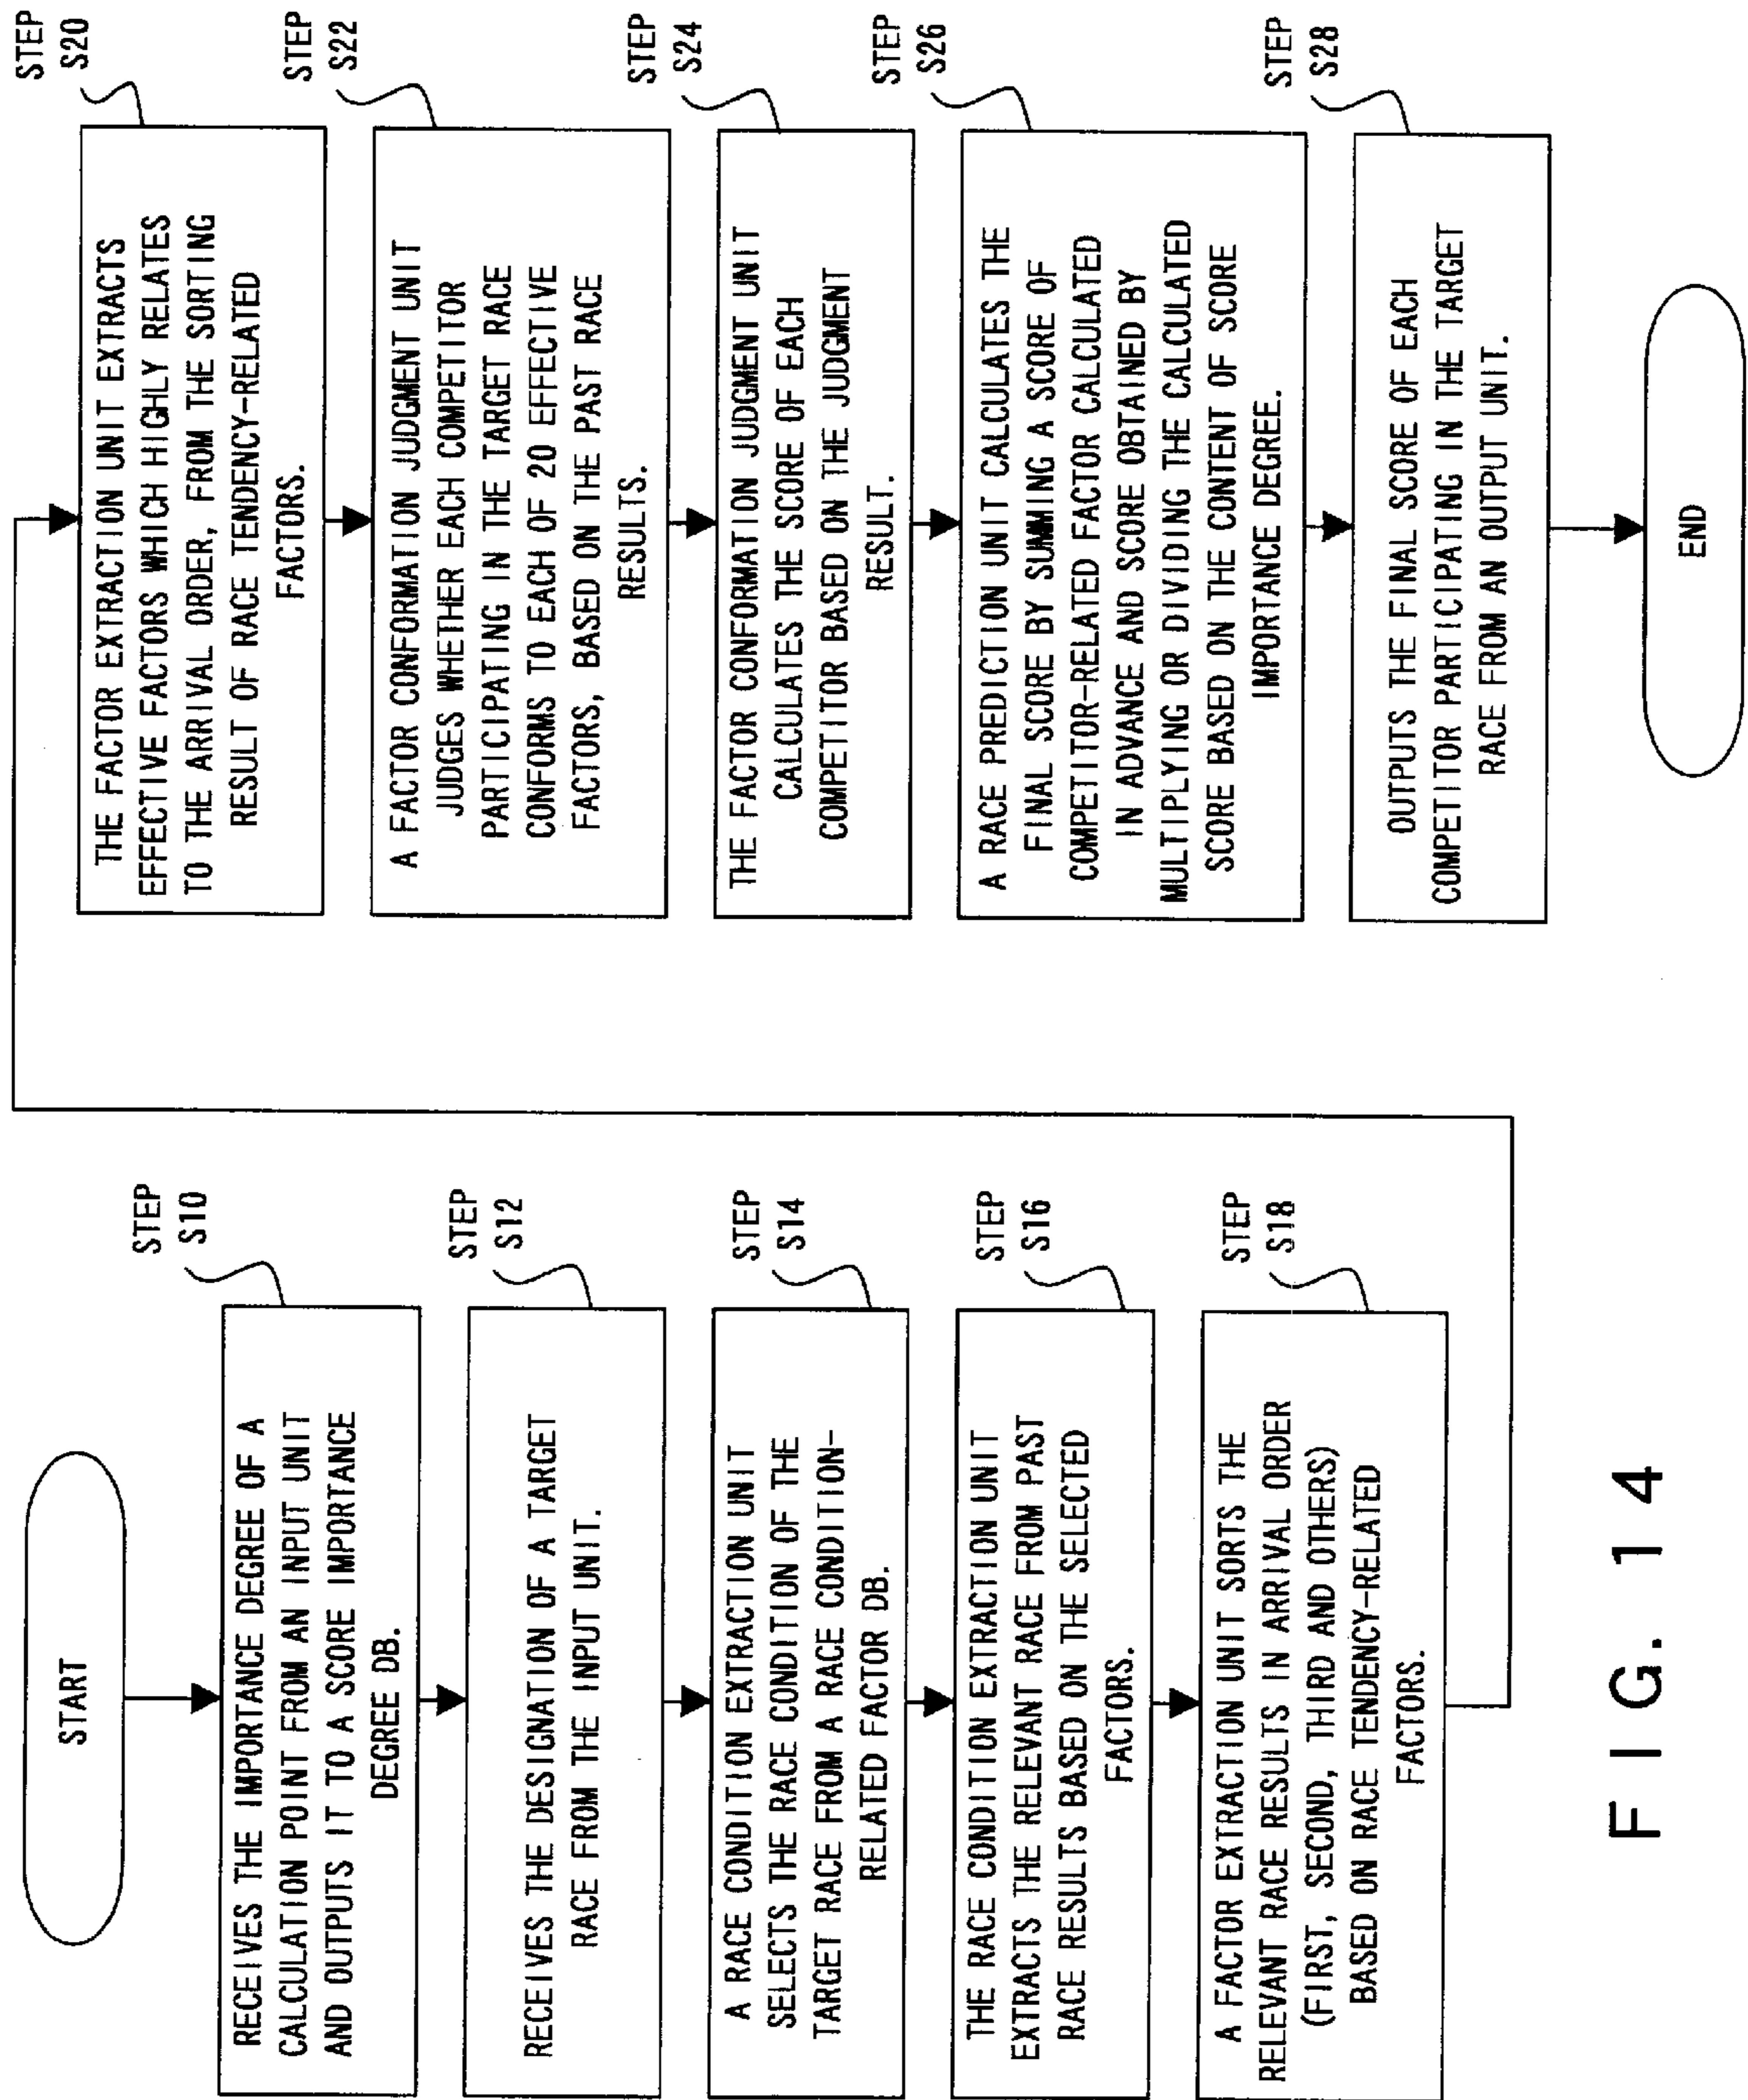 START
STEP
S10
RECEIVES THE IMPORTANCE DEGREE OF A
CALCULATION POINT FROM AN INPUT UNIT
AND OUTPUTS IT TO A SCORE IMPORTANCE
DEGREE DB.
STEP
S12
RECEIVES THE DESIGNATION OF A TARGET
RACE FROM THE INPUT UNIT.
STEP
S14
A RACE CONDITION EXTRACTION UNIT
SELECTS THE RACE CONDITION OF THE
TARGET RACE FROM A RACE CONDITION-
RELATED FACTOR DB.
STEP
S16
THE RACE CONDITION EXTRACTION UNIT
EXTRACTS THE RELEVANT RACE FROM PAST
RACE RESULTS BASED ON THE SELECTED
FACTORS.
STEP
S18
A FACTOR EXTRACTION UNIT SORTS THE
RELEVANT RACE RESULTS IN ARRIVAL ORDER
(FIRST, SECOND, THIRD AND OTHERS)
BASED ON RACE TENDENCY-RELATED
FACTORS.
STEP
S20
THE FACTOR EXTRACTION UNIT EXTRACTS
EFFECTIVE FACTORS WHICH HIGHLY RELATES
TO THE ARRIVAL ORDER, FROM THE SORTING
RESULT OF RACE TENDENCY-RELATED
FACTORS.
STEP
S22
A FACTOR CONFORMATION JUDGMENT UNIT
JUDGES WHETHER EACH COMPETITOR
PARTICIPATING IN THE TARGET RACE
CONFORMS TO EACH OF 20 EFFECTIVE
FACTORS, BASED ON THE PAST RACE
RESULTS.
STEP
S24
THE FACTOR CONFORMATION JUDGMENT UNIT
CALCULATES THE SCORE OF EACH
COMPETITOR BASED ON THE JUDGMENT
RESULT.
STEP
S26
A RACE PREDICTION UNIT CALCULATES THE
FINAL SCORE BY SUMMING A SCORE OF
COMPETITOR-RELATED FACTOR CALCULATED
IN ADVANCE AND SCORE OBTAINED BY
MULTIPLYING OR DIVIDING THE CALCULATED
SCORE BASED ON THE CONTENT OF SCORE
IMPORTANCE DEGREE.
STEP
S28
OUTPUTS THE FINAL SCORE OF EACH
COMPETITOR PARTICIPATING IN THE TARGET
RACE FROM AN OUTPUT UNIT.
END
FIG. 14